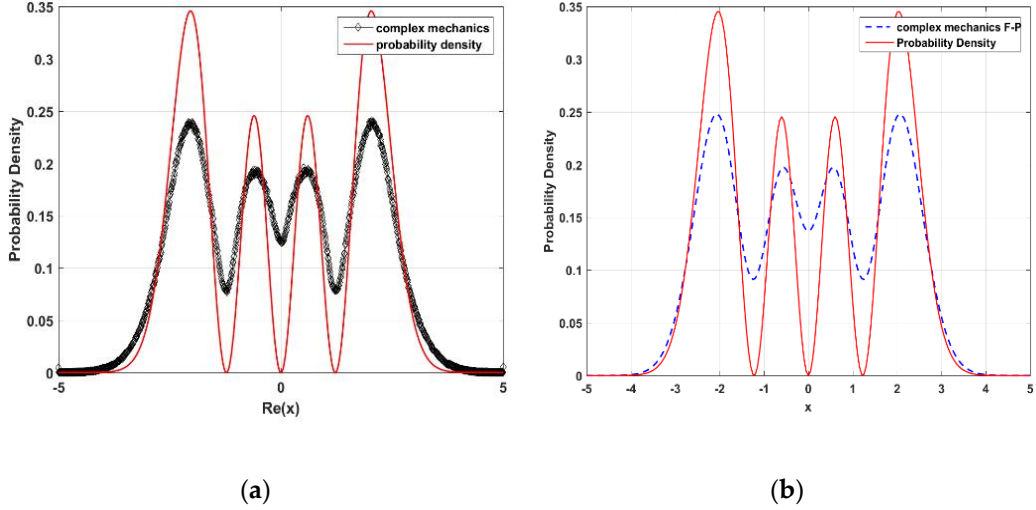 0.35
0.3
0.25
0.2
0.15
0.1
0.05
0
Probability Density
complex mechanics
probability density
-5
0
5
Re(x)
(a)
0.35
0.3
0.25
0.2
0.15
0.1
0.05
0
Probability Density
complex mechanics F-P
Probability Density
-5 -4 -3 -2 -1 0 1 2 3 4 5
x
(b)